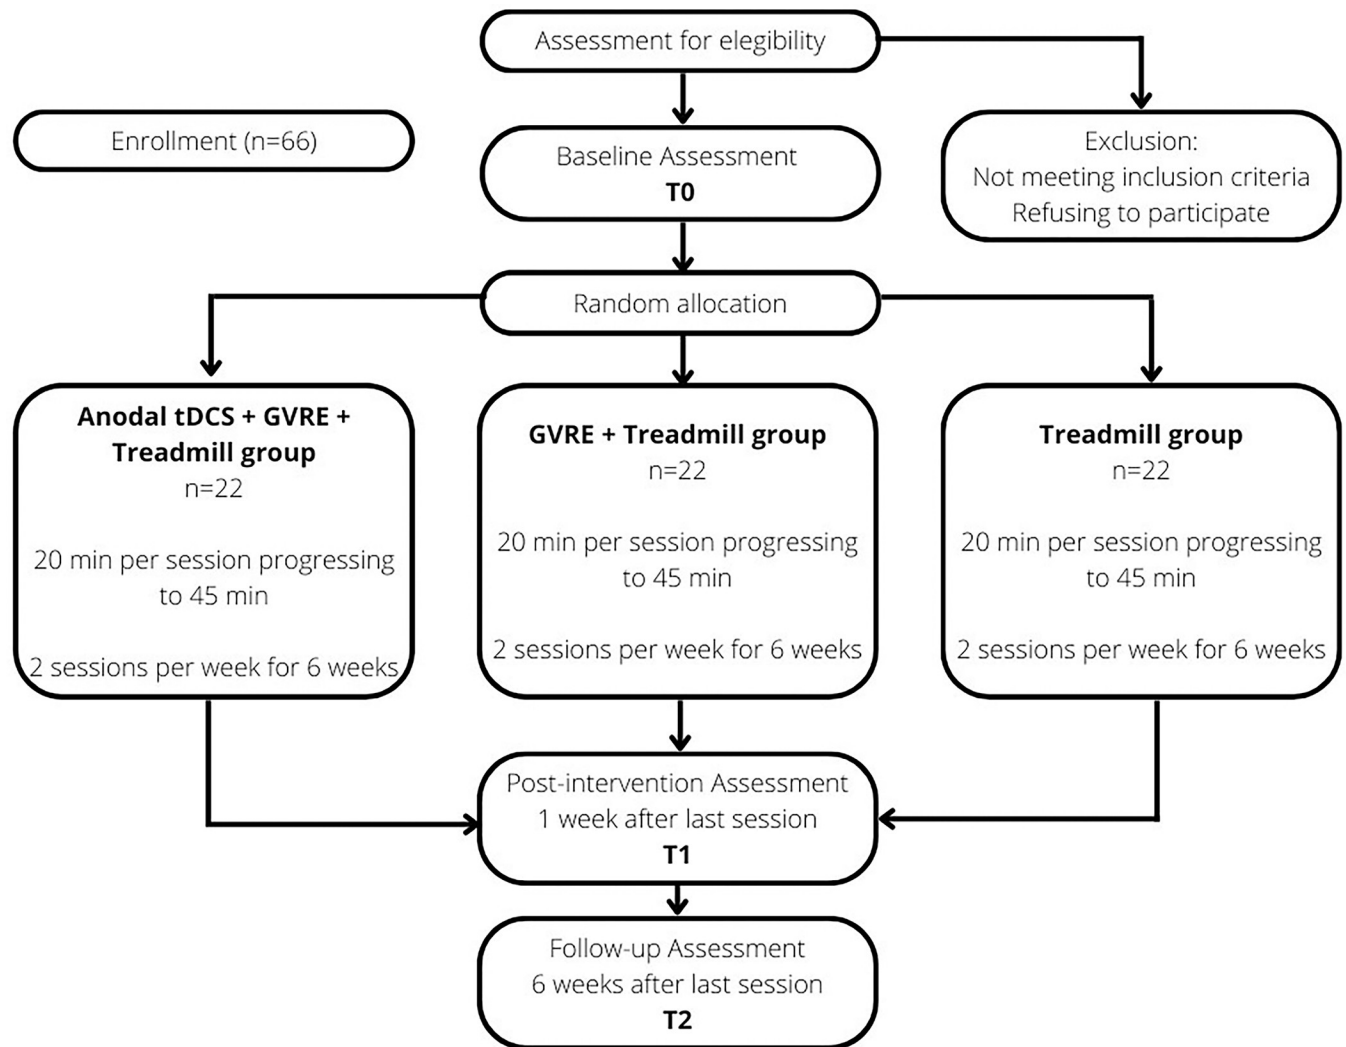 Assessment for elegibility
Enrollment (n=66)
Baseline Assessment
T0
Exclusion:
Not meeting inclusion criteria
Refusing to participate
Random allocation
Anodal tDCS + GVRE +
Treadmill group
n=22
20 min per session progressing
to 45 min
2 sessions per week for 6 weeks
GVRE + Treadmill group
n=22
20 min per session progressing
to 45 min
2 sessions per week for 6 weeks
Treadmill group
n=22
20 min per session progressing
to 45 min
2 sessions per week for 6 weeks
Post-intervention Assessment
1 week after last session
T1
Follow-up Assessment
6 weeks after last session
T2